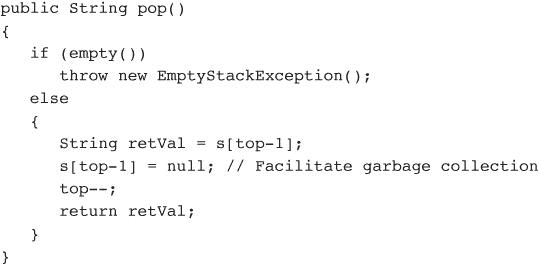 public String pop()
{
   if (empty())
      throw new EmptyStackException();
   else
   {
      String retVal = s[top-1];
      s[top-1] = null; // Facilitate garbage collection
      top--;
      return retVal;
   }
}